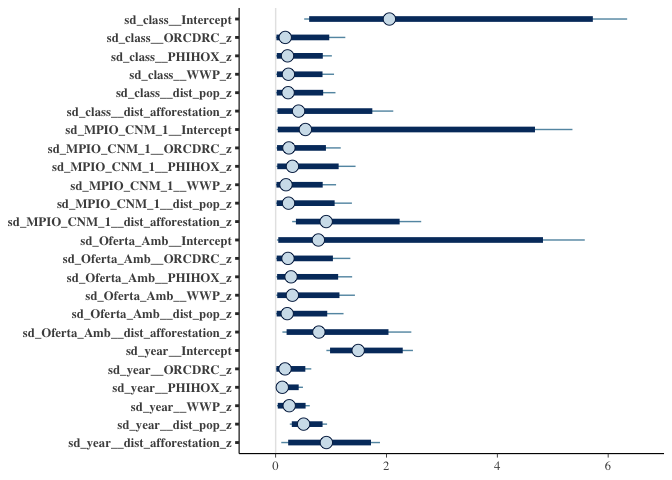 sd_class__Intercept
sd_class__ORCDRC_z
sd_class__PHIHOX_z
sd_class__WWP_z
sd_class__dist_pop_z
sd_class__dist_afforestation_z
sd_MPIO_CNM_1__Intercept
sd_MPIO_CNM_1__ORCDRC_z
sd_MPIO_CNM_1__PHIHOX_z
sd_MPIO_CNM_1__WWP_z
sd_MPIO_CNM_1__dist_pop_z
sd_MPIO_CNM_1__dist_afforestation_z
sd_Oferta_Amb__Intercept
sd_Oferta_Amb__ORCDRC_z
sd_Oferta_Amb__PHIHOX_z
sd_Oferta_Amb__WWP_z
sd_Oferta_Amb__dist_pop_z
sd_Oferta_Amb__dist_afforestation_z
sd_year__Intercept
sd_year__ORCDRC_z
sd_year__PHIHOX_z
sd_year__WWP_z
sd_year__dist_pop_z
sd_year__dist_afforestation_z
0 2 4 6